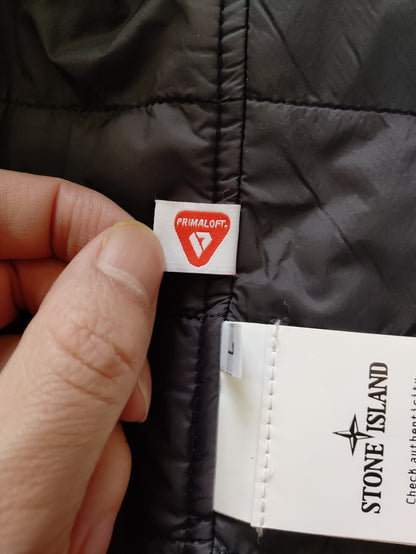 PRIMALOFT®
L
STONE ISLAND
Check authenticity